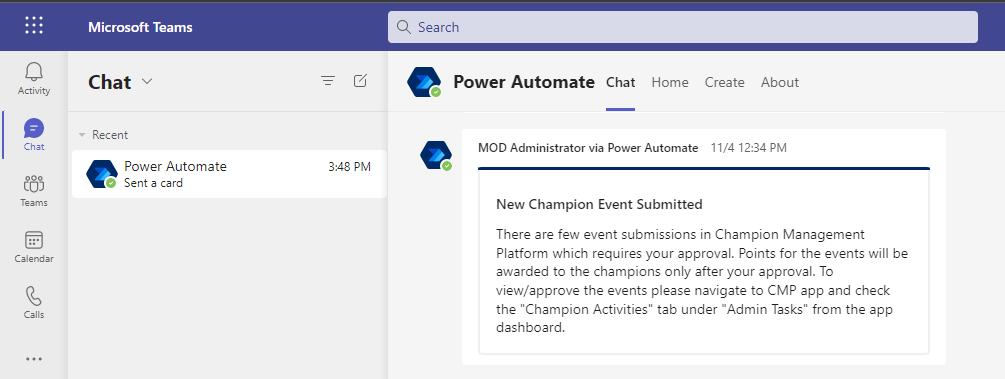 Microsoft Teams
Search
Activity
Chat
Teams
Calendar
Calls
Chat
Recent
Power Automate 3:48 PM
Sent a card
Power Automate Chat Home Create About
MOD Administrator via Power Automate 11/4 12:34 PM
New Champion Event Submitted
There are few event submissions in Champion Management
Platform which requires your approval. Points for the events will be
awarded to the champions only after your approval. To
view/approve the events please navigate to CMP app and check
the "Champion Activities" tab under "Admin Tasks" from the app
dashboard.